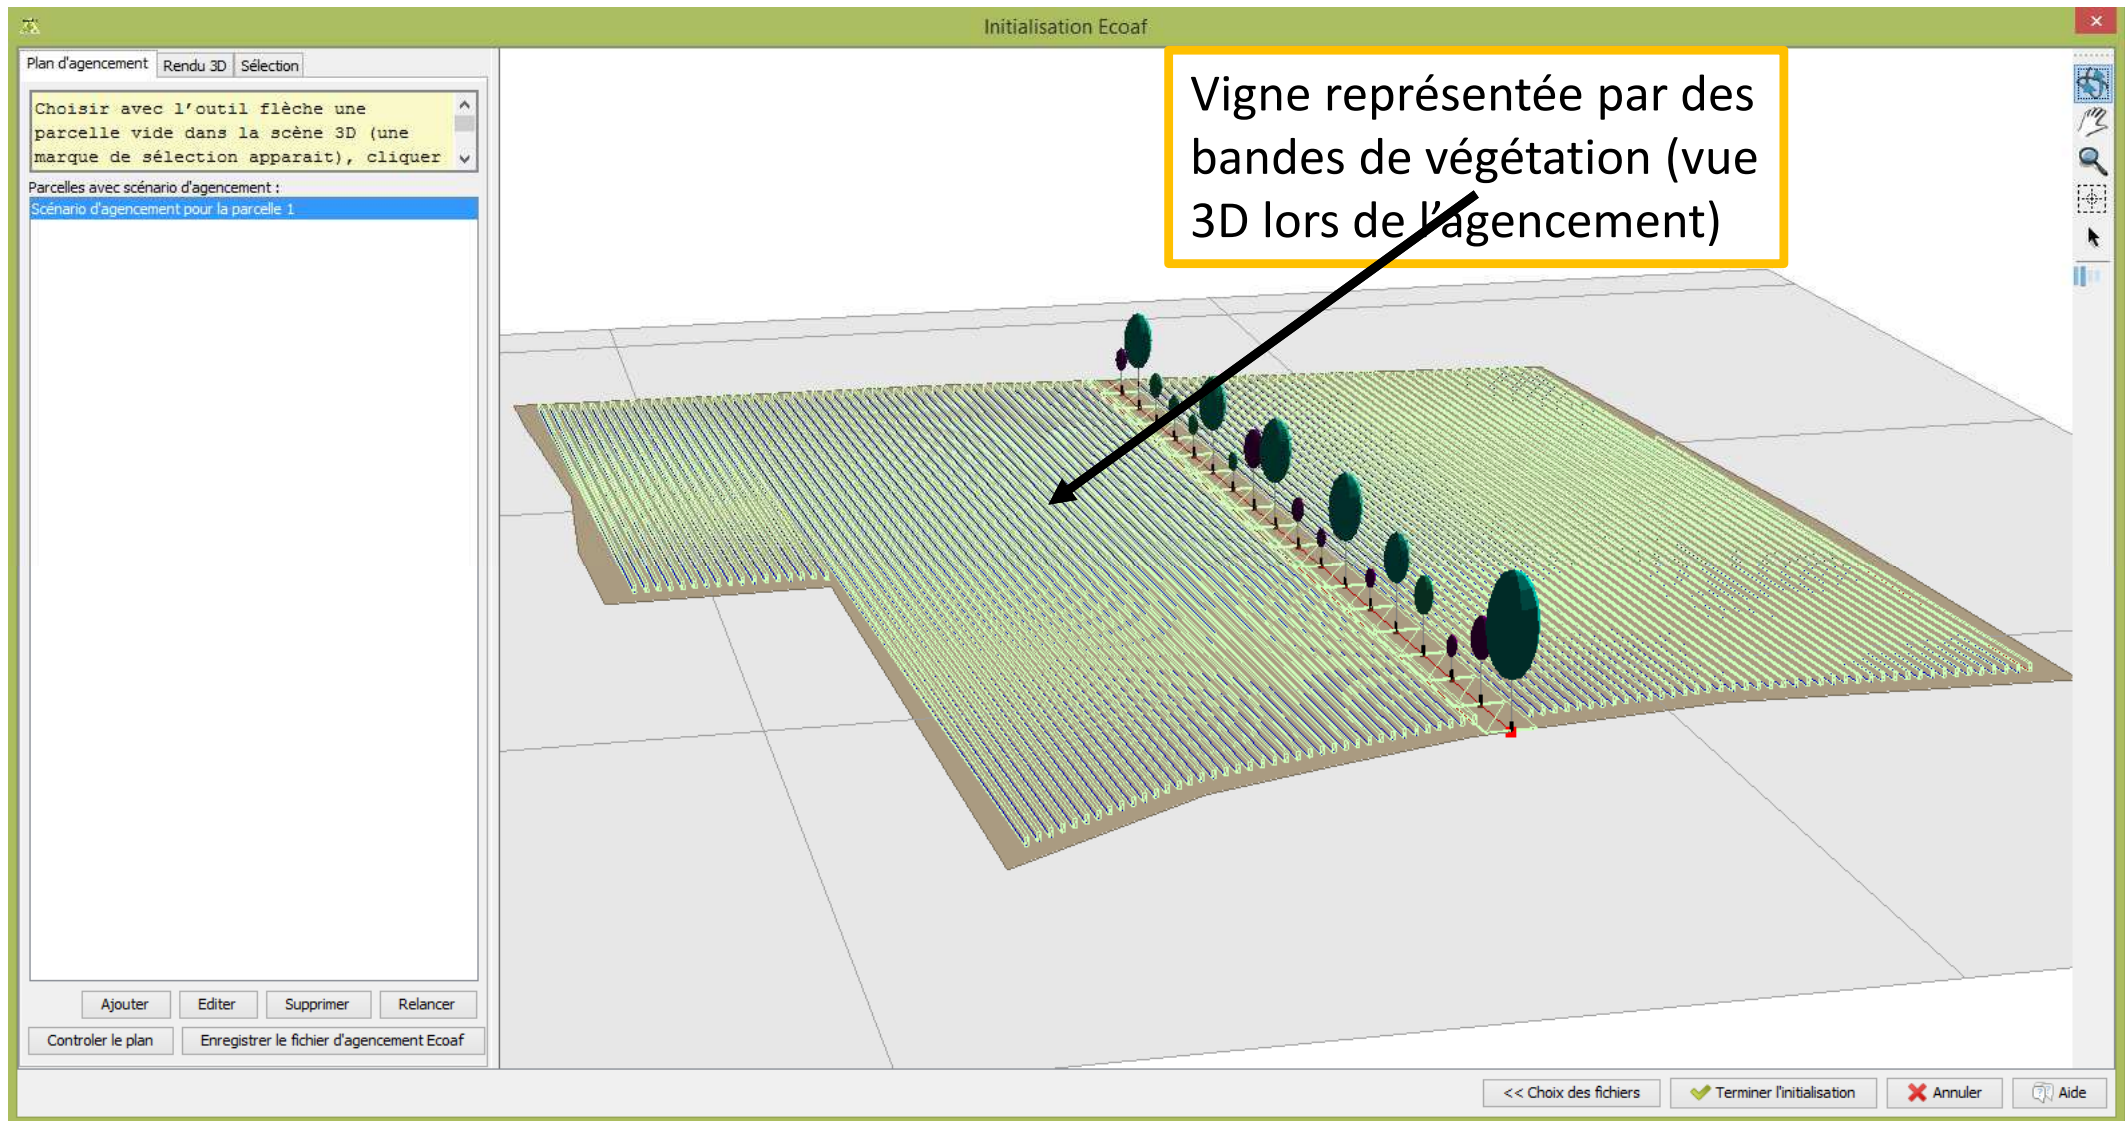 Initialisation Ecoaf
Plan d'agencement
Rendu 3D
Sélection
Choisir avec l'outil flèche une
parcelle vide dans la scène 3D (une
marque de sélection apparait), cliquer
Parcelles avec scénario d'agencement :
Scénario d'agencement pour la parcelle 1
Vigne représentée par des
bandes de végétation (vue
3D lors de l'agencement)
Ajouter
Editer
Supprimer
Relancer
Controler le plan
Enregistrer le fichier d'agencement Ecoaf
<< Choix des fichiers
Terminer l'initialisation
Annuler
Aide